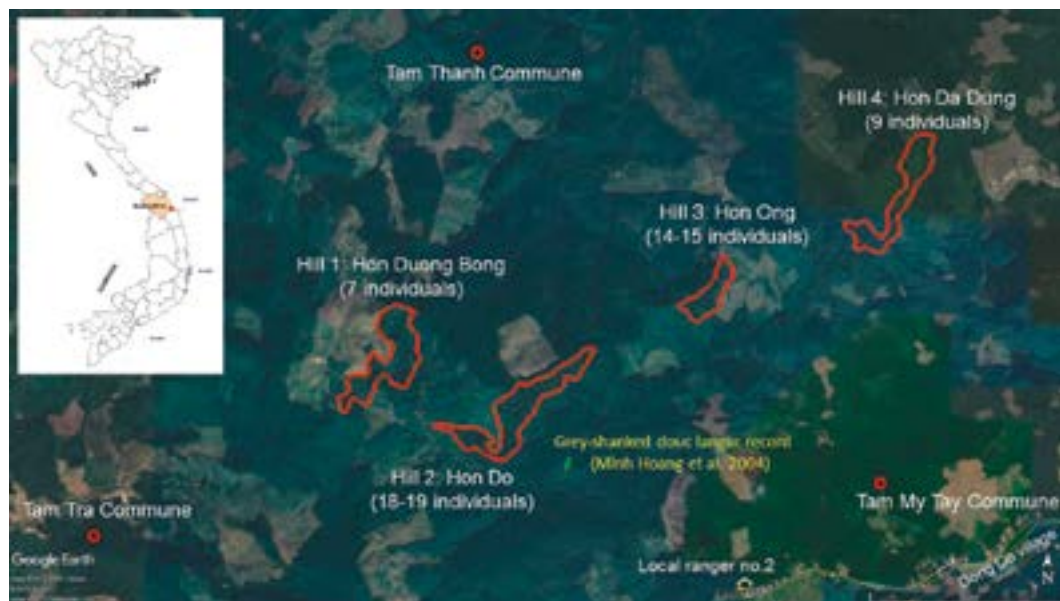 Tam Thanh Commune
Hill 4: Hon Da Dung
(9 individuals)
Hill 3: Hon Ong
(14-15 individuals)
Hill 1: Hon Duong Bong
(7 individuals)
Grey-shanked douc langur record
(Minh Hoang et al. 2004)
Hill 2: Hon Do
(18-19 individuals)
Tam My Tay Commune
Tam Tra Commune
Google Earth
Local ranger no.2
Village
N